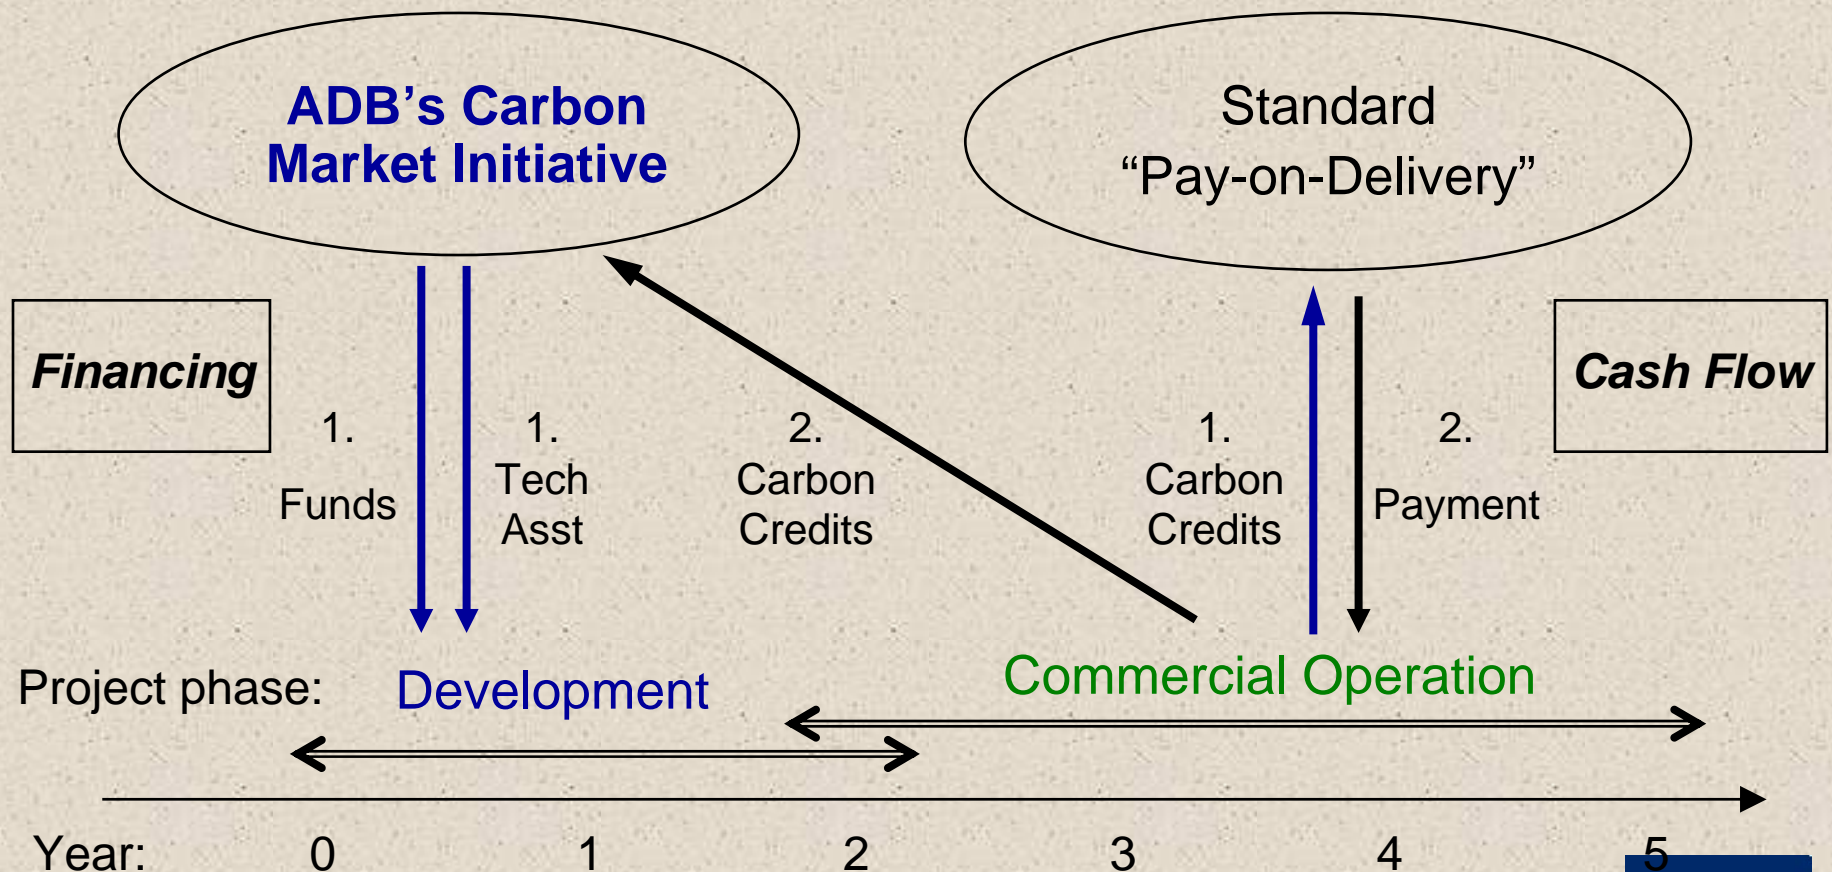 ADB’s Carbon
Market Initiative
Standard
“Pay-on-Delivery”
Financing
Cash Flow
1.
Funds
1.
Tech
Asst
2.
Carbon
Credits
1.
Carbon
Credits
2.
Payment
Project phase:
Development
Commercial Operation
Year: 0 1 2 3 4 5